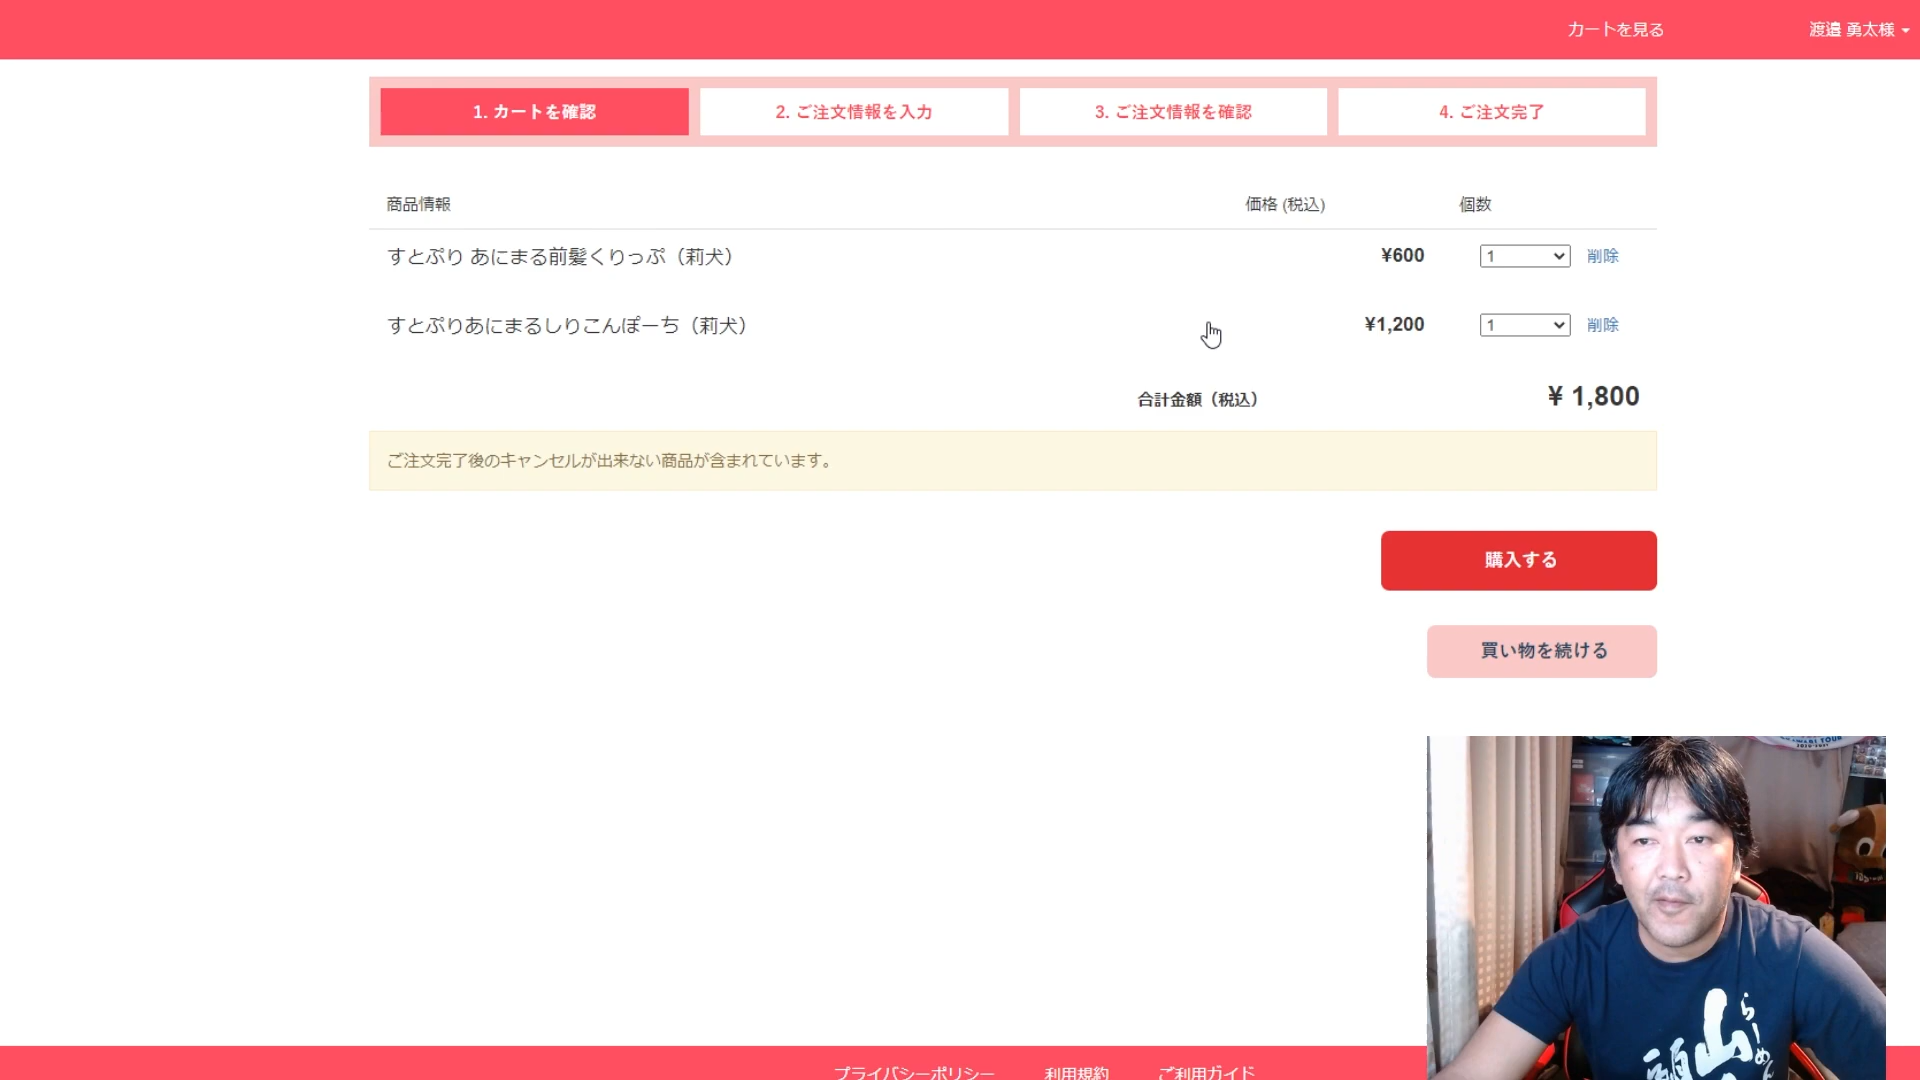 カートを見る
渡邉 勇太様
1. カートを確認
2. ご注文情報を入力
3. ご注文情報を確認
4. ご注文完了
商品情報 価格 (税込) 個数
すとぷり あにまる前髪くりっぷ（莉犬） ¥600 1 削除
すとぷりあにまるしりこんぽーち（莉犬） ¥1,200 1 削除
合計金額（税込） ¥ 1,800
ご注文完了後のキャンセルが出来ない商品が含まれています。
購入する
買い物を続ける
TOUR
らーめん
山
プライバシーポリシー 利用規約 ご利用ガイド